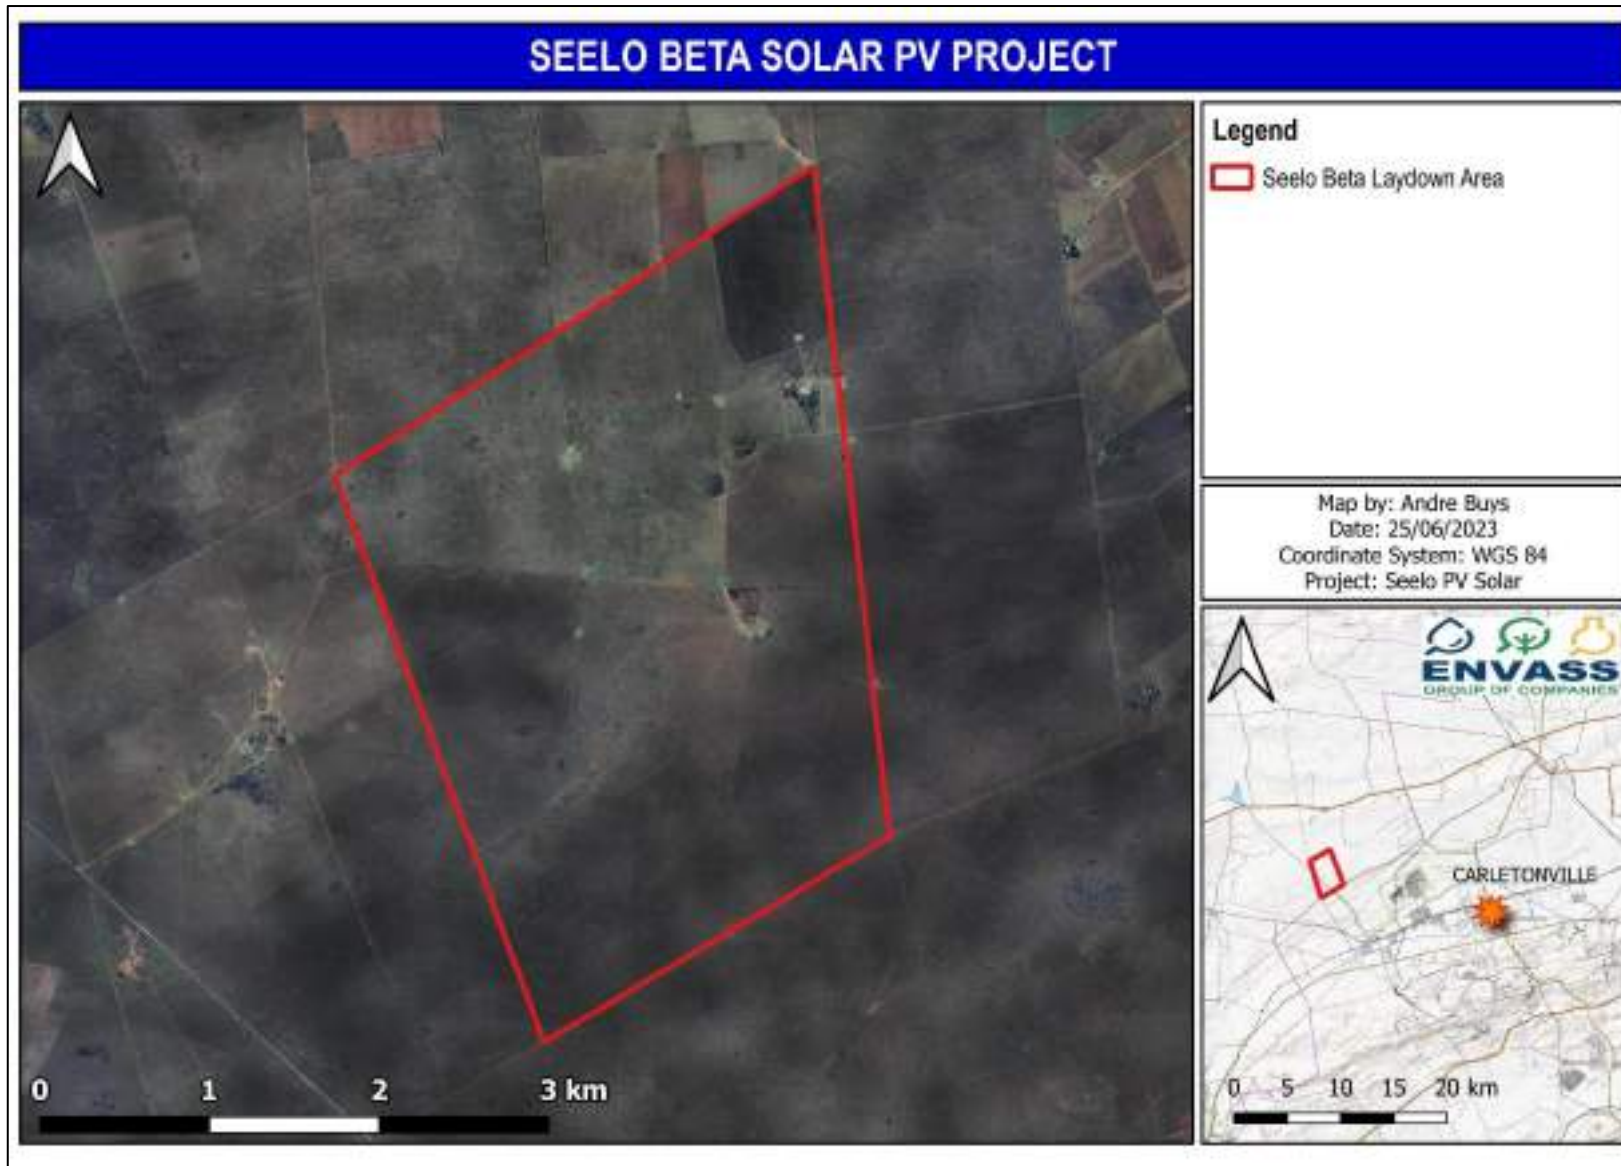 SEELO BETA SOLAR PV PROJECT
Legend
Seelo Beta Laydown Area
Map by: Andre Buys
Date: 25/06/2023
Coordinate System: WGS 84
Project: Seelo PV Solar
ENVASS
GROUP OF COMPANIES
CARLETONVILLE
0 5 10 15 20 km
0 1 2 3 km